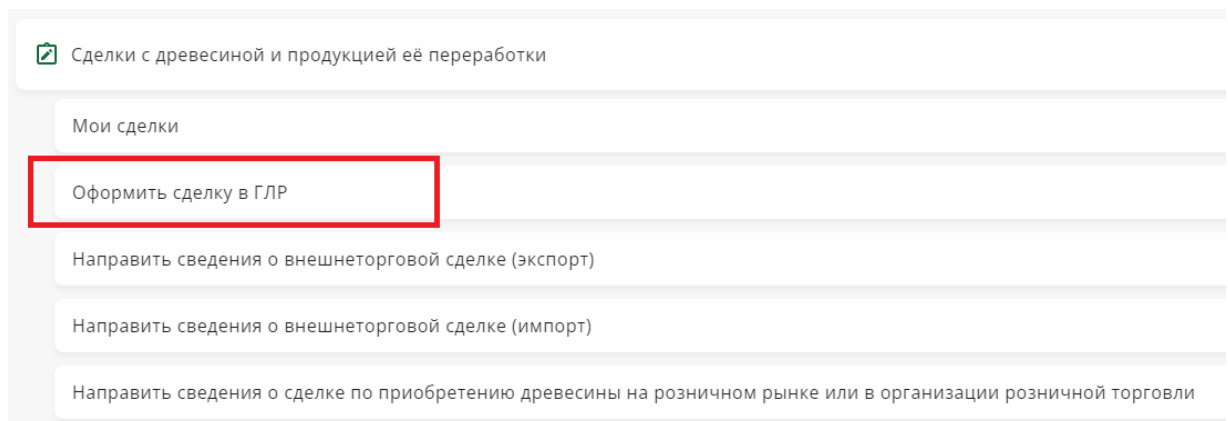 Сделки с древесиной и продукцией её переработки
Мои сделки
Оформить сделку в ГЛР
Направить сведения о внешнеторговой сделке (экспорт)
Направить сведения о внешнеторговой сделке (импорт)
Направить сведения о сделке по приобретению древесины на розничном рынке или в организации розничной торговли